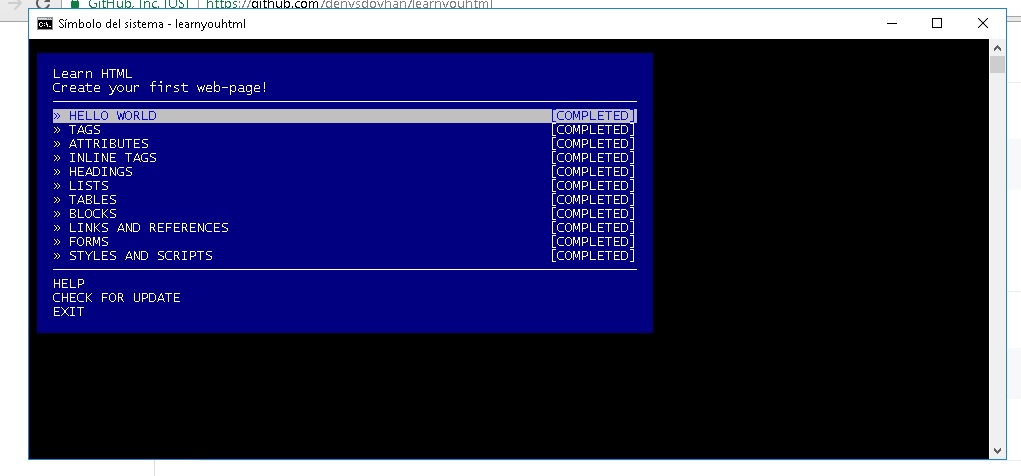 GitHub, Inc. [US] | https://github.com/denysdovhan/learnyouhtml
Símbolo del sistema - learnyouhtml
Learn HTML
Create your first web-page!
» HELLO WORLD [COMPLETED]
» TAGS [COMPLETED]
» ATTRIBUTES [COMPLETED]
» INLINE TAGS [COMPLETED]
» HEADINGS [COMPLETED]
» LISTS [COMPLETED]
» TABLES [COMPLETED]
» BLOCKS [COMPLETED]
» LINKS AND REFERENCES [COMPLETED]
» FORMS [COMPLETED]
» STYLES AND SCRIPTS [COMPLETED]
HELP
CHECK FOR UPDATE
EXIT